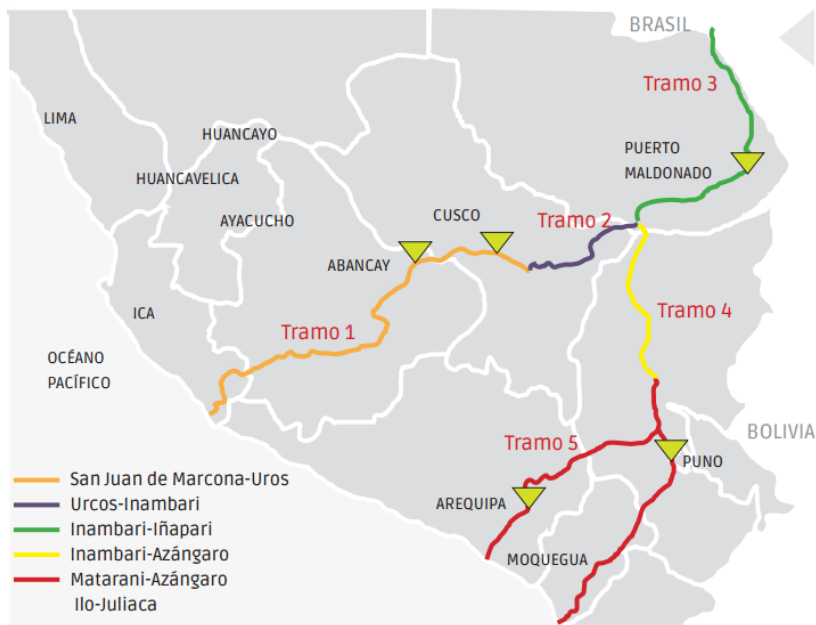 BRASIL
Tramo 3
LIMA
HUANCAYO
PUERTO
MALDONADO
HUANCAVELICA
CUSCO
Tramo 2
AYACUCHO
ABANCAY
ICA
Tramo 1
Tramo 4
OCÉANO
PACÍFICO
BOLIVIA
Tramo 5
PUNO
San Juan de Marcona-Uros
Urcos-Inambari
Inambari-Iñapari
Inambari-Azángaro
Matarani-Azángaro
Ilo-Juliaca
AREQUIPA
MOQUEGUA